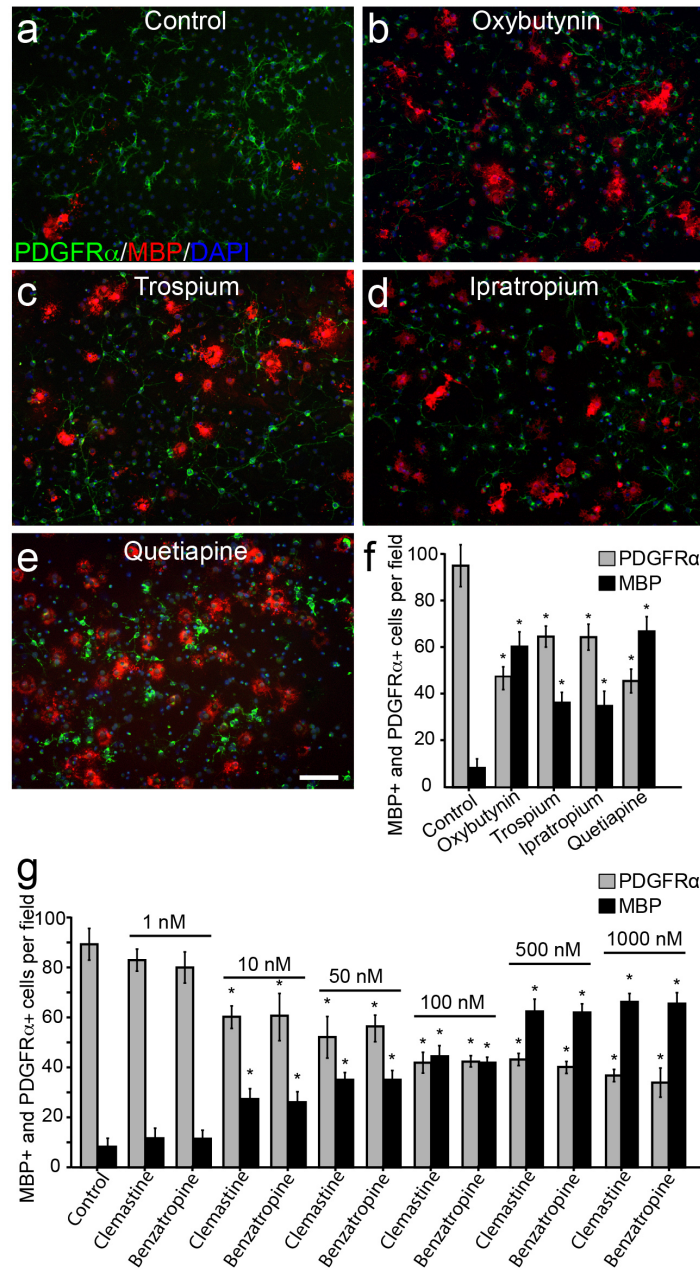 a
Control
PDGFRα/MBP/DAPI
b
Oxybutynin
c
Trospium
d
Ipratropium
e
Quetiapine
f
PDGFRα
MBP
MBP+ and PDGFRα+ cells per field
100
80
60
40
20
0
* * * * * * * *
Control
Oxybutynin
Trospium
Ipratropium
Quetiapine
g
PDGFRα
MBP
MBP+ and PDGFRα+ cells per field
100
80
60
40
20
0
1 nM
10 nM
50 nM
100 nM
500 nM
1000 nM
* * * * * * * * * * * * * * * * * * * *
Control
Clemastine
Benzatropine
Clemastine
Benzatropine
Clemastine
Benzatropine
Clemastine
Benzatropine
Clemastine
Benzatropine
Clemastine
Benzatropine